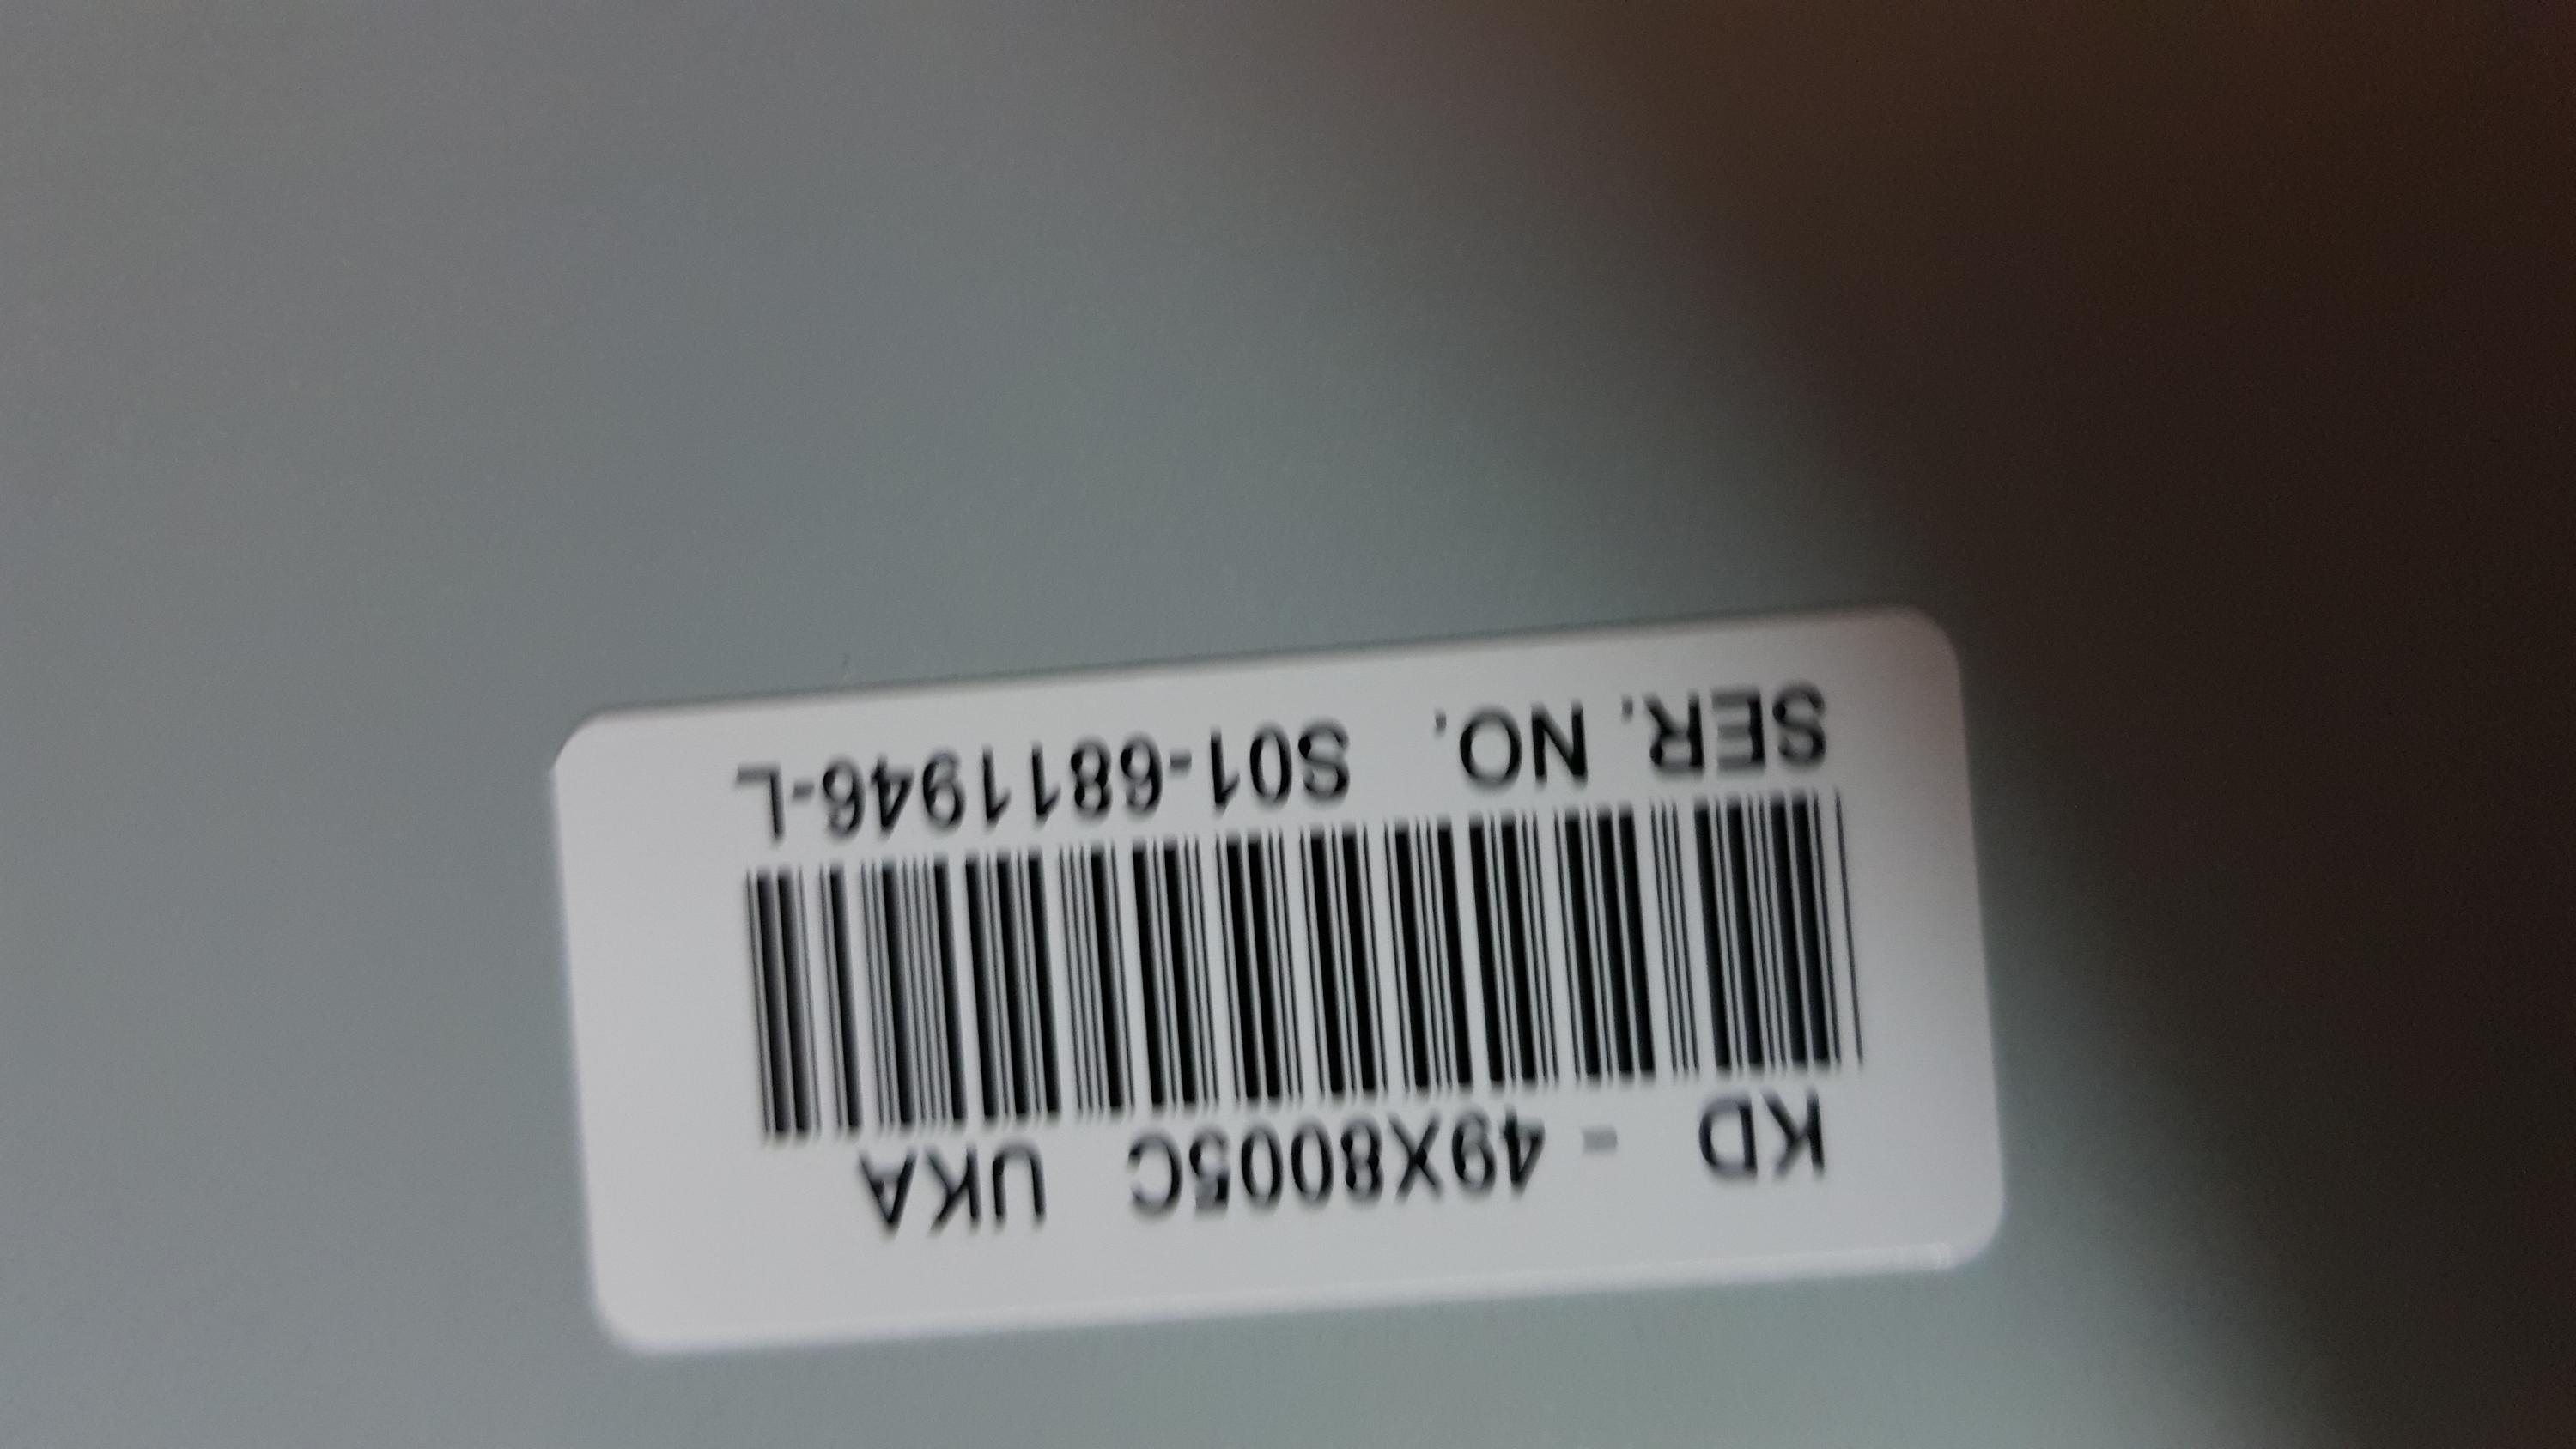 KD - 49X8005C UKA
SER. NO. S01-6811946-L